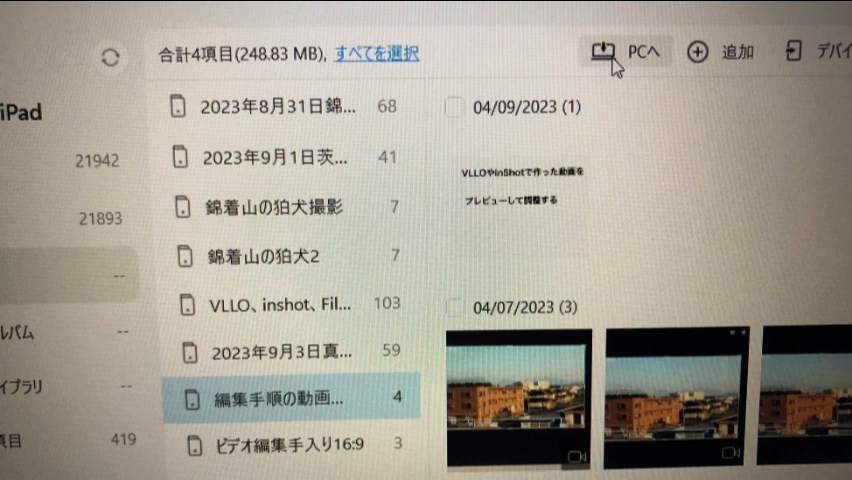 合計4項目(248.83 MB), すべてを選択
PCへ
追加
デバイ
iPad
21942
21893
--
ルバム --
イブラリ --
項目 419
2023年8月31日錦... 68
2023年9月1日茨... 41
錦着山の狛犬撮影 7
錦着山の狛犬2 7
VLLO、inshot、Fil... 103
2023年9月3日真... 59
編集手順の動画... 4
ビデオ編集手入り16:9 3
04/09/2023 (1)
VLLOやInShotで作った動画を
プレビューして調整する
04/07/2023 (3)